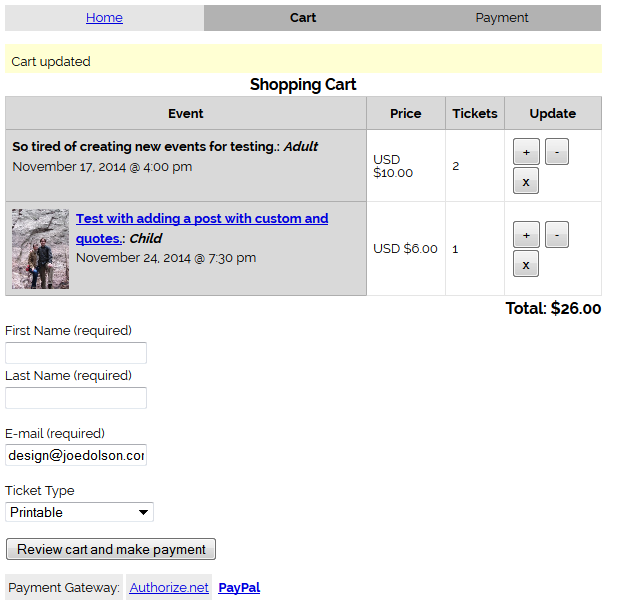 Home Cart Payment
Cart updated
Shopping Cart
Event Price Tickets Update
So tired of creating new events for testing.: Adult
November 17, 2014 @ 4:00 pm
USD
$10.00
2
+ -
x
Test with adding a post with custom and
quotes.: Child
November 24, 2014 @ 7:30 pm
USD $6.00
1
+ -
x
Total: $26.00
First Name (required)
Last Name (required)
E-mail (required)
design@joedolson.cor
Ticket Type
Printable
Review cart and make payment
Payment Gateway: Authorize.net PayPal